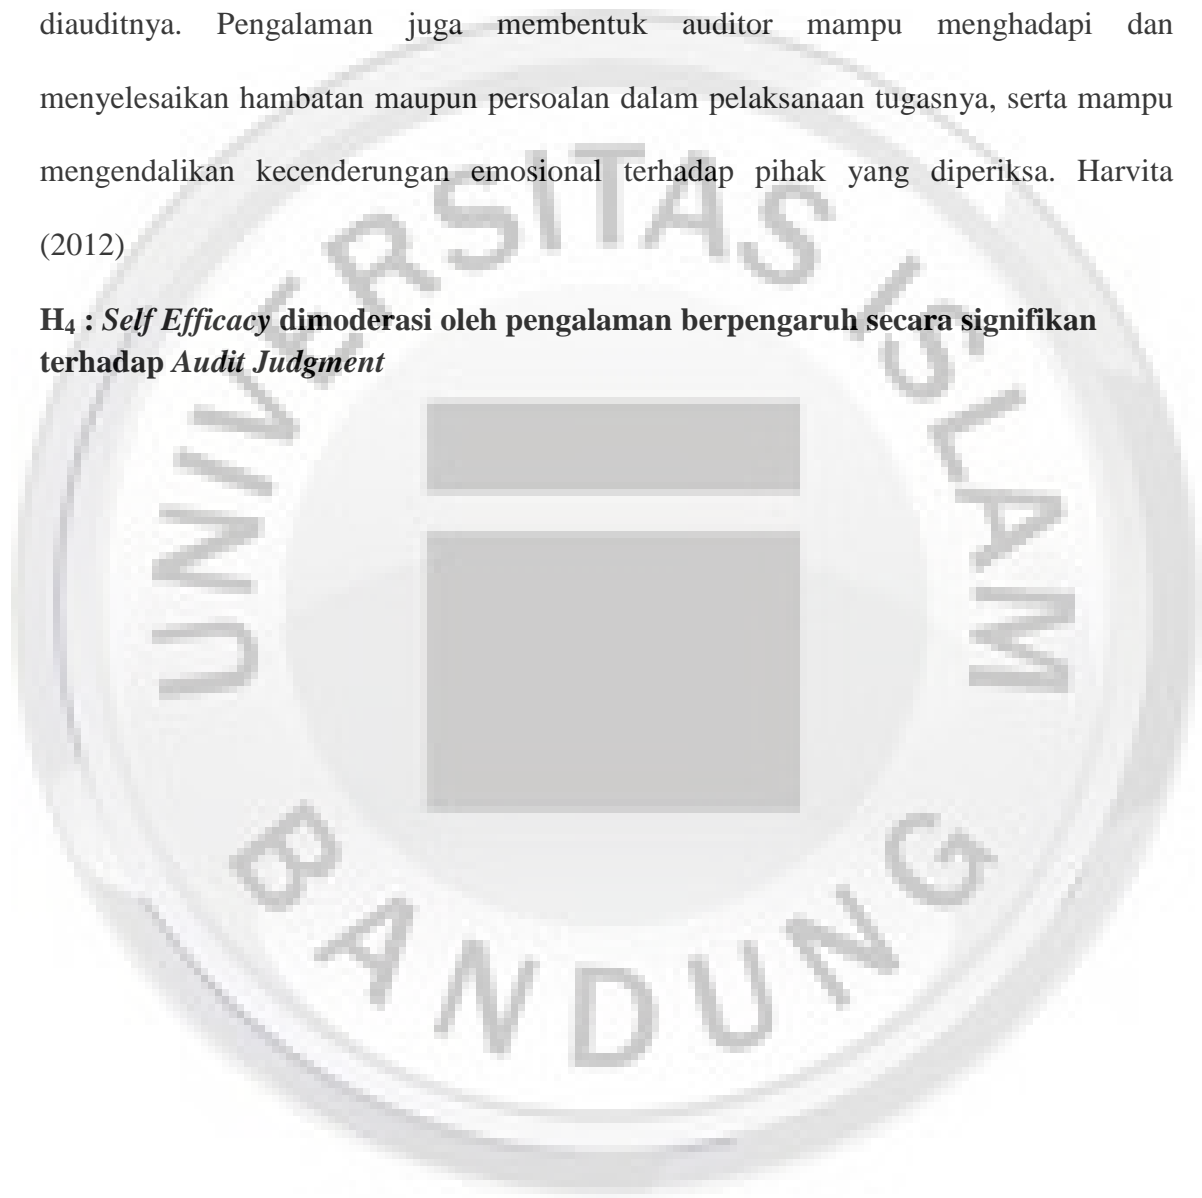 diauditnya. Pengalaman juga membentuk auditor mampu menghadapi dan
menyelesaikan hambatan maupun persoalan dalam pelaksanaan tugasnya, serta mampu
mengendalikan kecenderungan emosional terhadap pihak yang diperiksa. Harvita
(2012)
H₄ : Self Efficacy dimoderasi oleh pengalaman berpengaruh secara signifikan
terhadap Audit Judgment
UNIVERSITAS ISLAM
BANDUNG